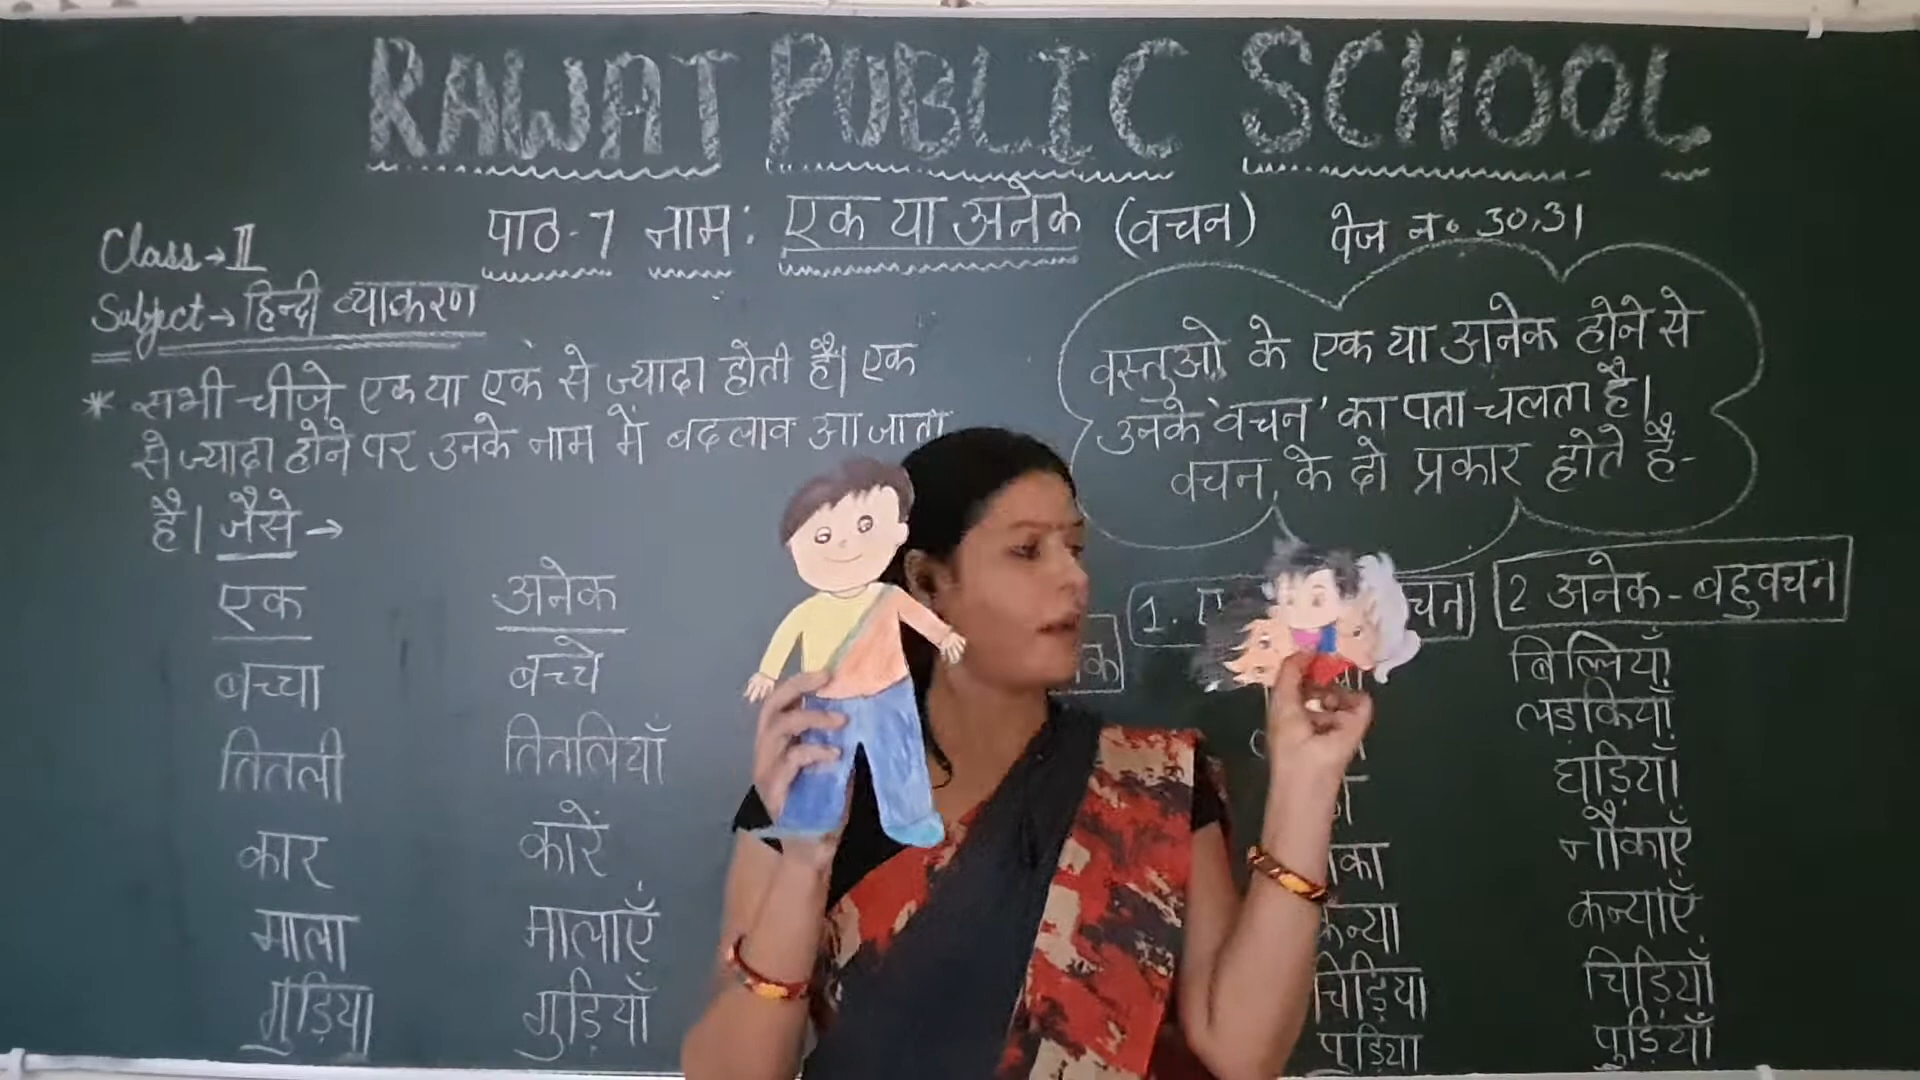 RAWAT PUBLIC SCHOOL
पाठ-7 नाम: एक या अनेक (वचन) पेज न० 30,31
Class→II
Subject→हिन्दी व्याकरण
* सभी चीजे़ एक या एक से ज्यादा होती है। एक
से ज्यादा होने पर उनके नाम में बदलाव आ जाता
है। जैसे →
एक अनेक
बच्चा बच्चे
तितली तितलियाँ
कार कारें
माला मालाएँ
गुड़िया गुड़ियाँ
वस्तुओ के एक या अनेक होने से
उनके 'वचन' का पता चलता है।
वचन के दो प्रकार होते हैं-
1. 2 अनेक - बहुवचन
बिल्लियाँ
लड़कियाँ
घड़ियाँ
नौकाएँ
कन्या कन्याएँ
चिड़िया चिड़ियाँ
पुड़िया पुड़ियाँ